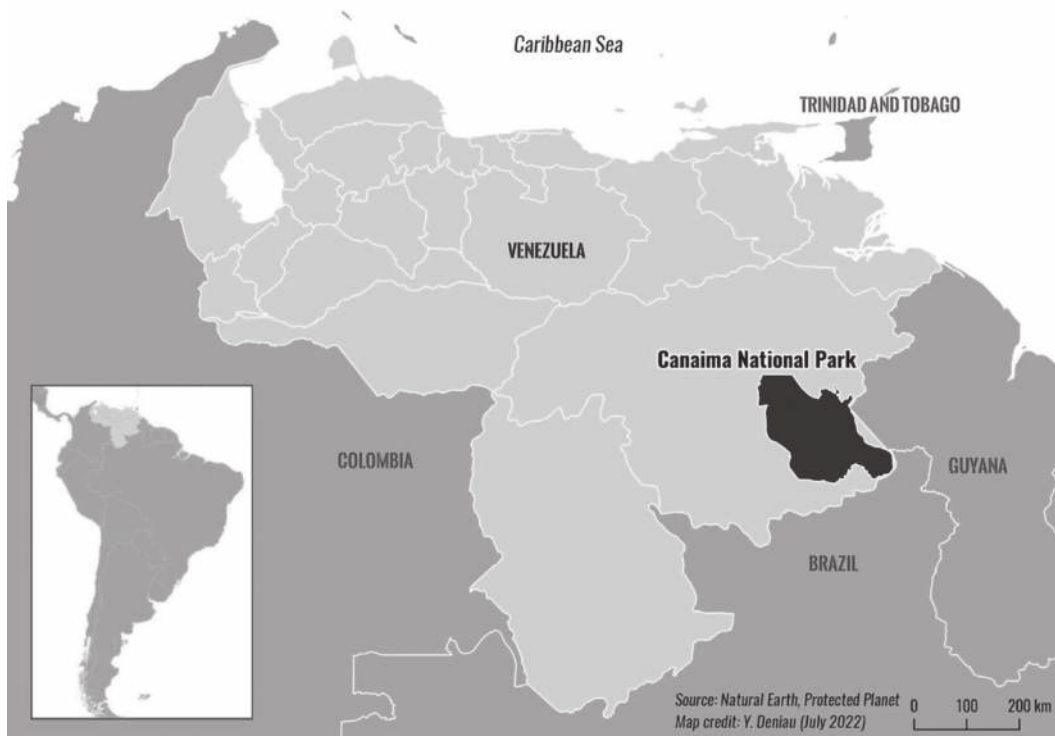 Caribbean Sea
TRINIDAD AND TOBAGO
VENEZUELA
Canaima National Park
COLOMBIA
GUYANA
BRAZIL
Source: Natural Earth, Protected Planet
Map credit: Y. Deniau (July 2022)
0 100 200 km